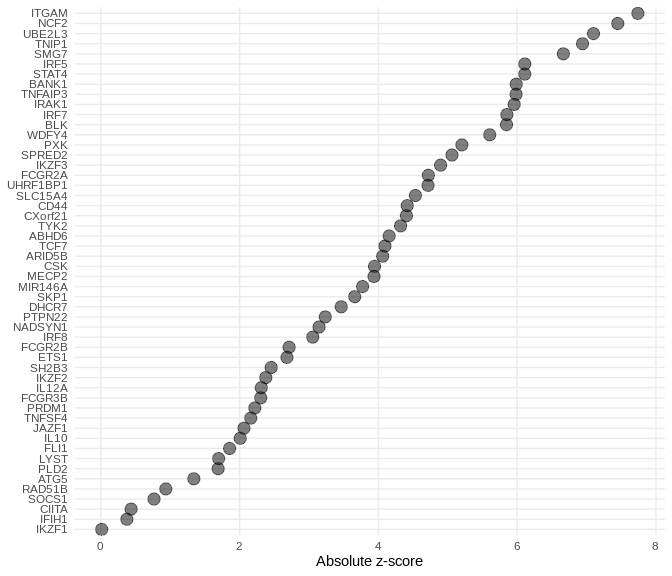 ITGAM
NCF2
UBE2L3
TNIP1
SMG7
IRF5
STAT4
BANK1
TNFAIP3
IRAK1
IRF7
BLK
WDFY4
PXK
SPRED2
IKZF3
FCGR2A
UHRF1BP1
SLC15A4
CD44
CXorf21
TYK2
ABHD6
TCF7
ARID5B
CSK
MECP2
MIR146A
SKP1
DHCR7
PTPN22
NADSYN1
IRF8
FCGR2B
ETS1
SH2B3
IKZF2
IL12A
FCGR3B
PRDM1
TNFSF4
JAZF1
IL10
FLI1
LYST
PLD2
ATG5
RAD51B
SOCS1
CIITA
IFIH1
IKZF1
0 2 4 6 8
Absolute z-score